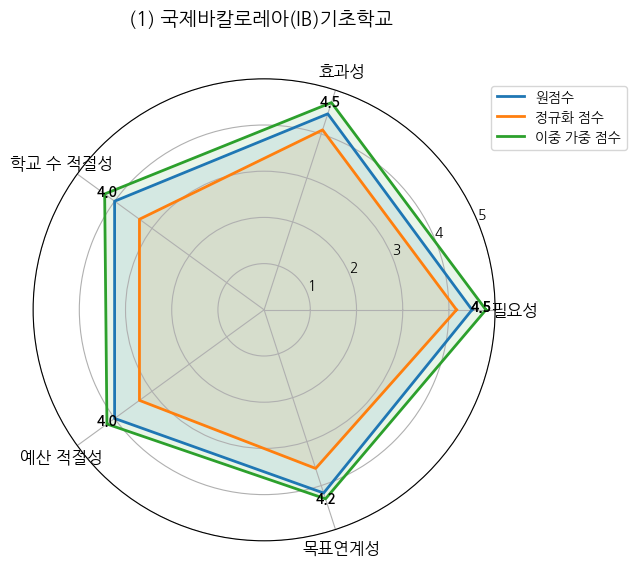 (1) 국제바칼로레아(IB)기초학교
효과성
4.5
원점수
정규화 점수
이중 가중 점수
학교 수 적절성
4.0
5
4
3
2
1
4.5
필요성
4.0
예산 적절성
4.2
목표연계성